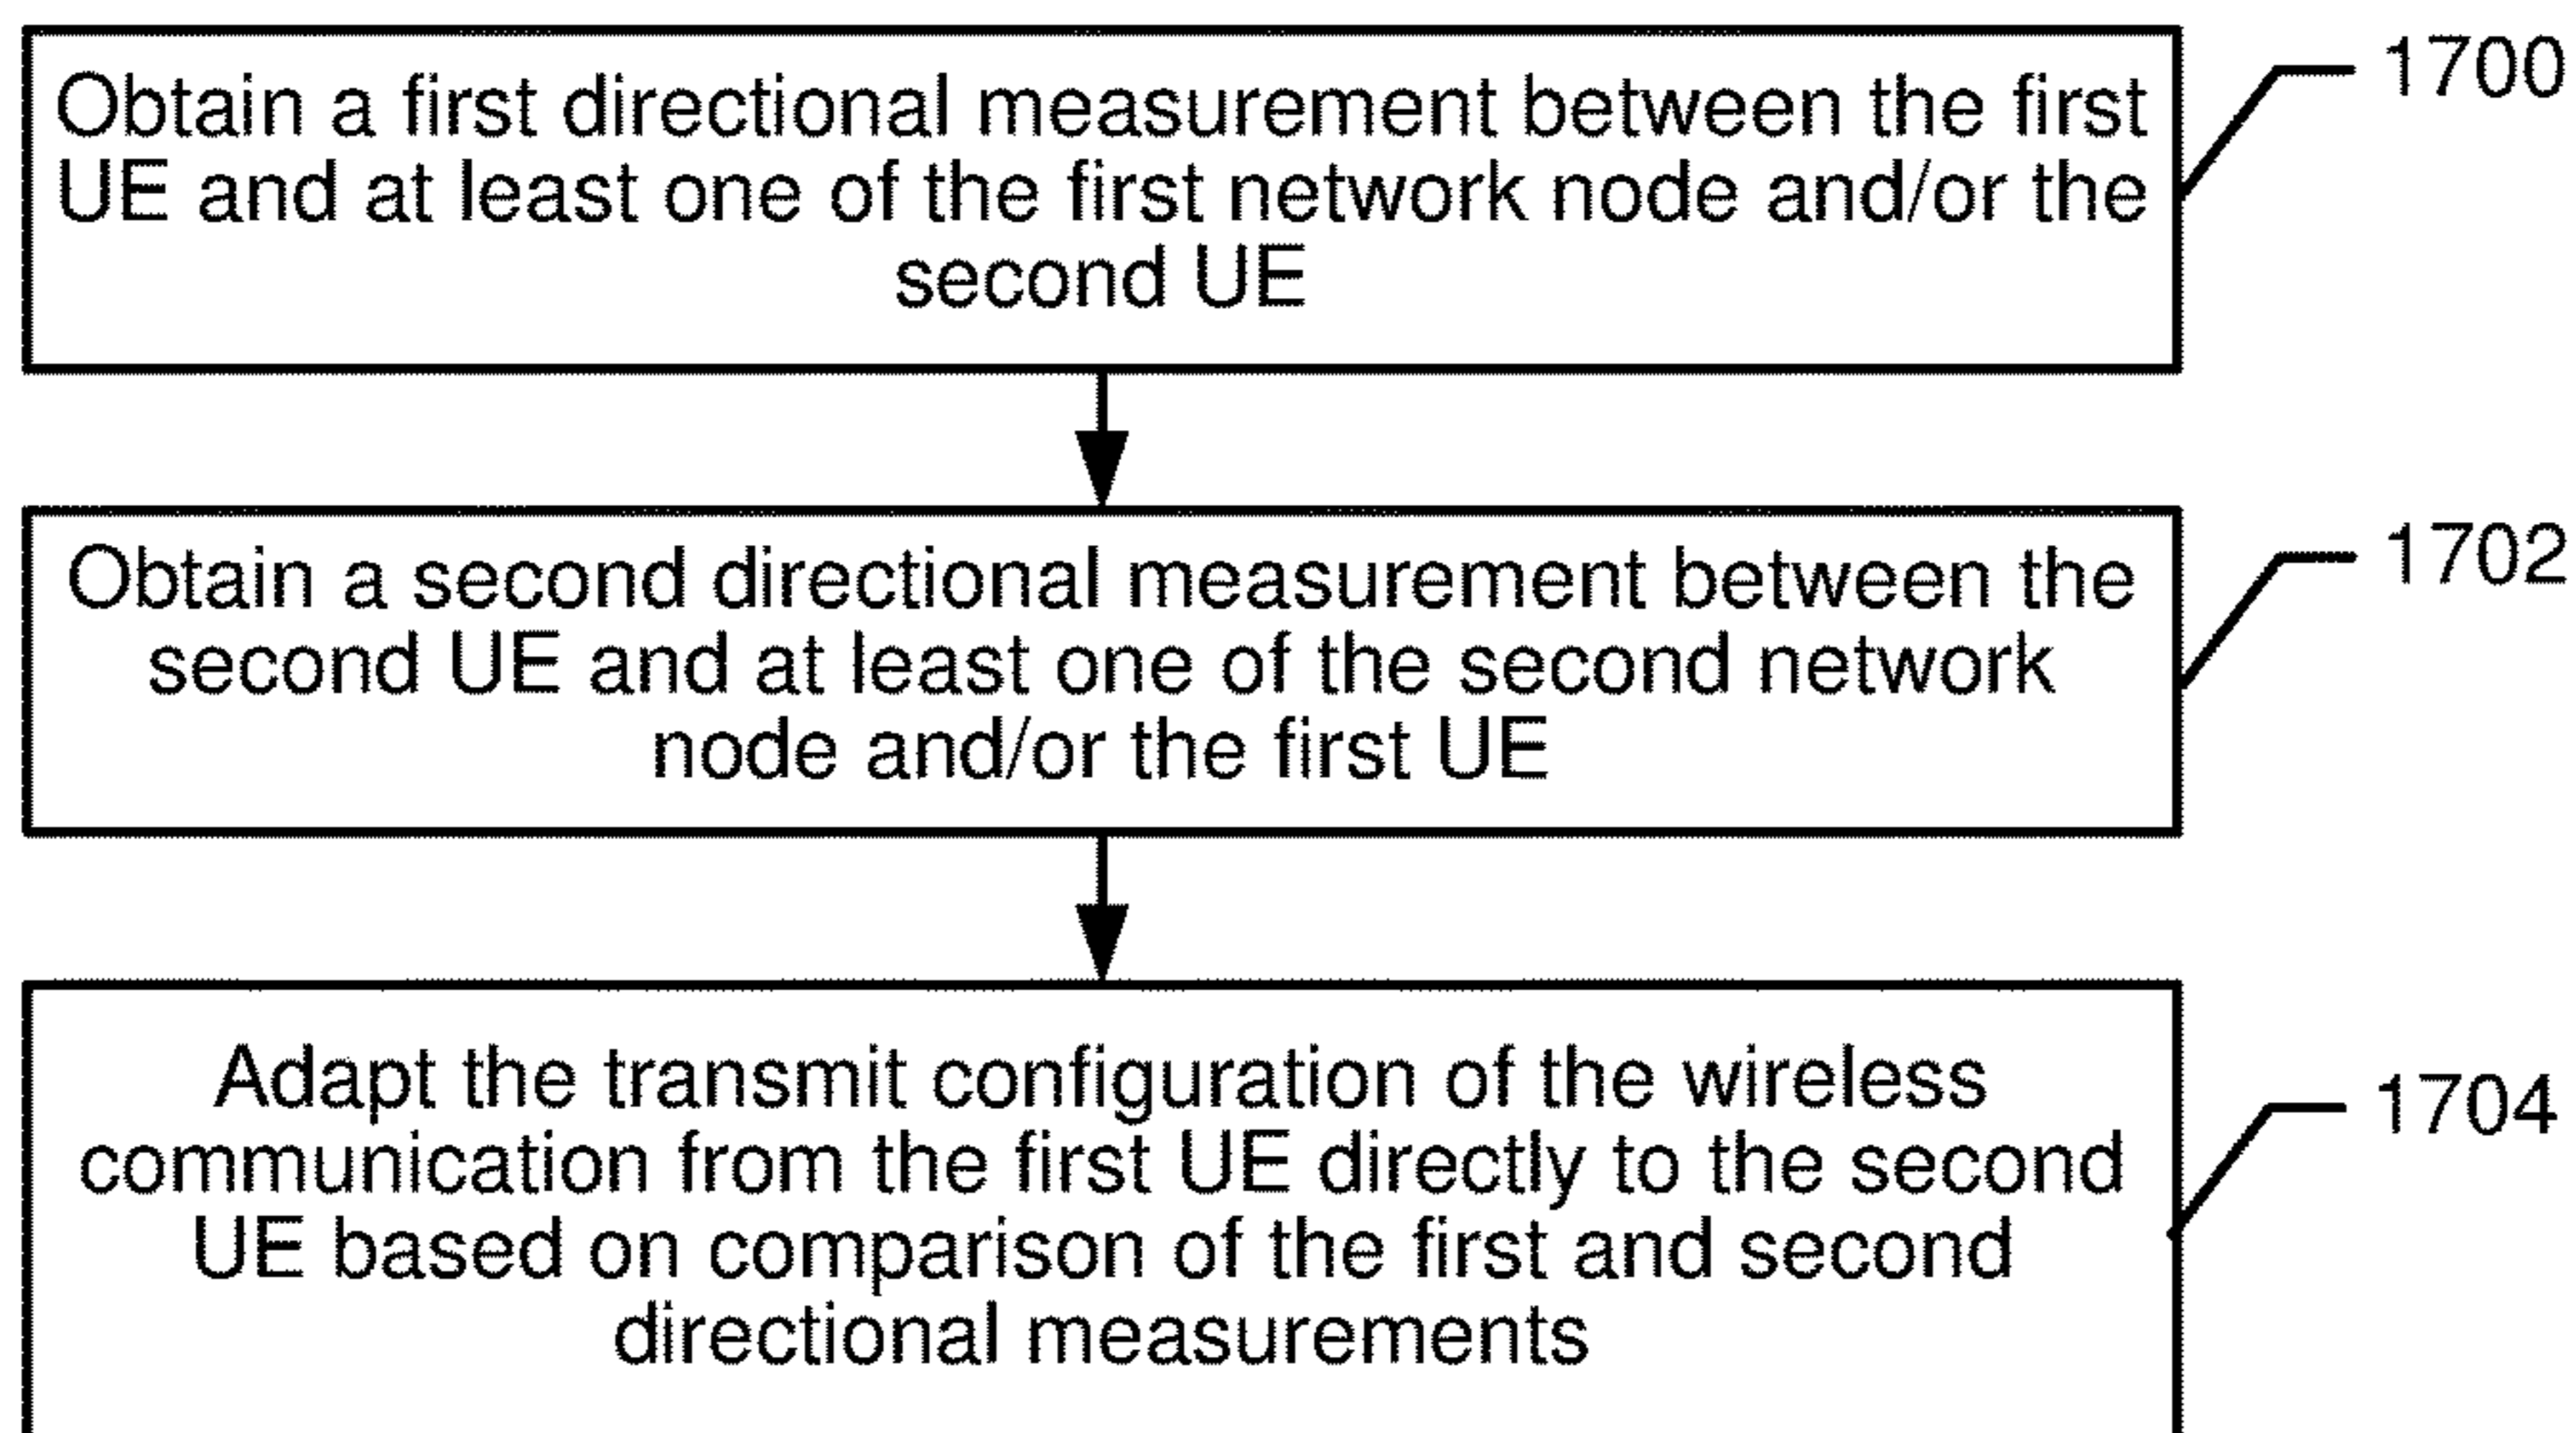 Obtain a first directional measurement between the first
UE and at least one of the first network node and/or the
second UE
1700
Obtain a second directional measurement between the
second UE and at least one of the second network
node and/or the first UE
1702
Adapt the transmit configuration of the wireless
communication from the first UE directly to the second
UE based on comparison of the first and second
directional measurements
1704